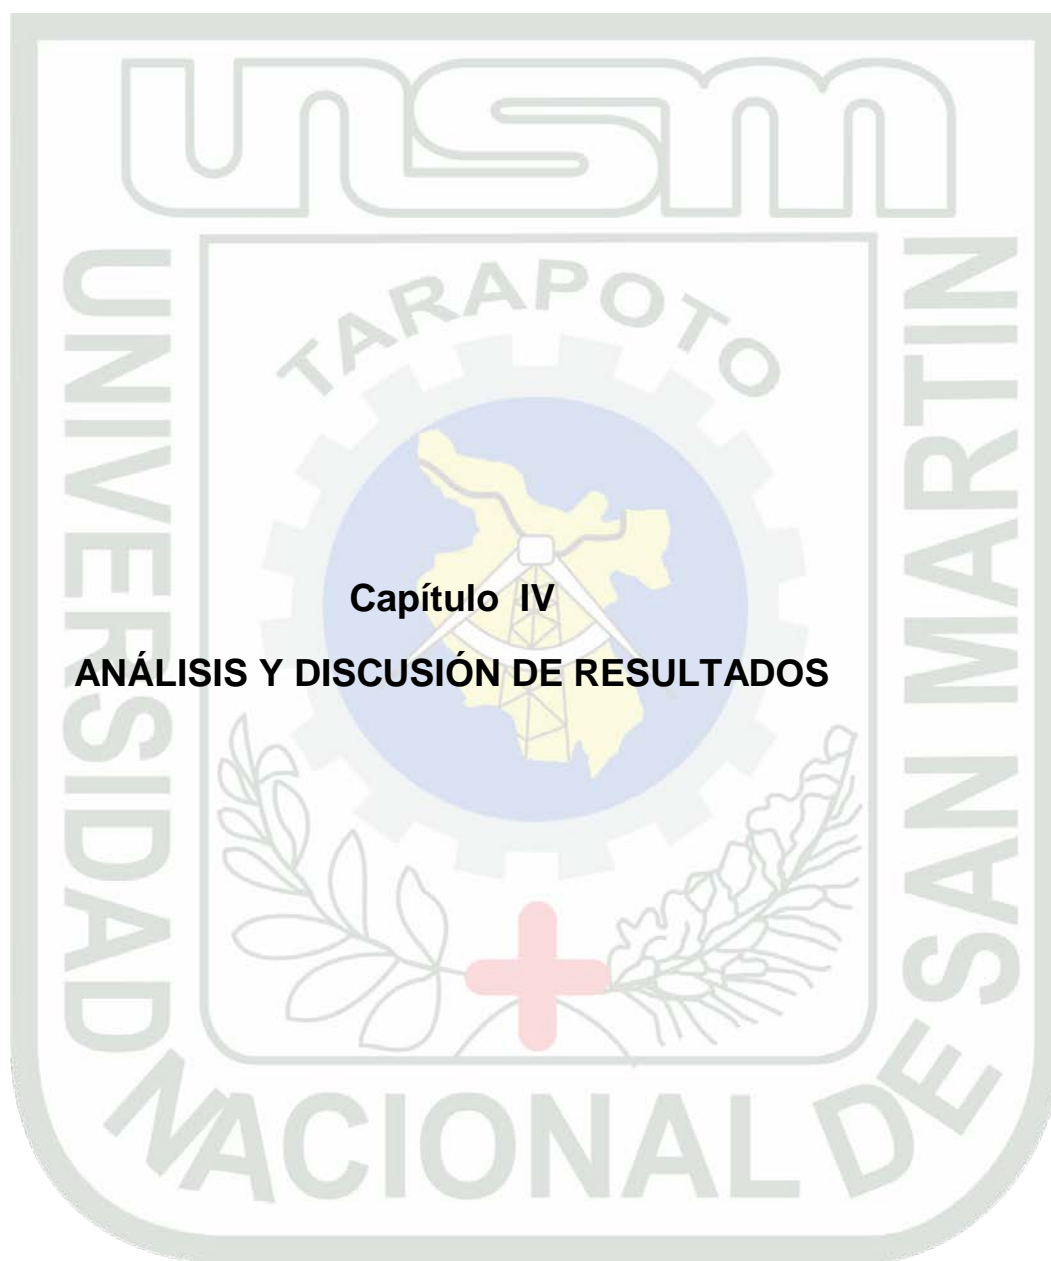 unsm
TARAPOTO
UNIVERSIDAD
NACIONAL DE
SAN MARTIN
Capítulo IV
ANÁLISIS Y DISCUSIÓN DE RESULTADOS